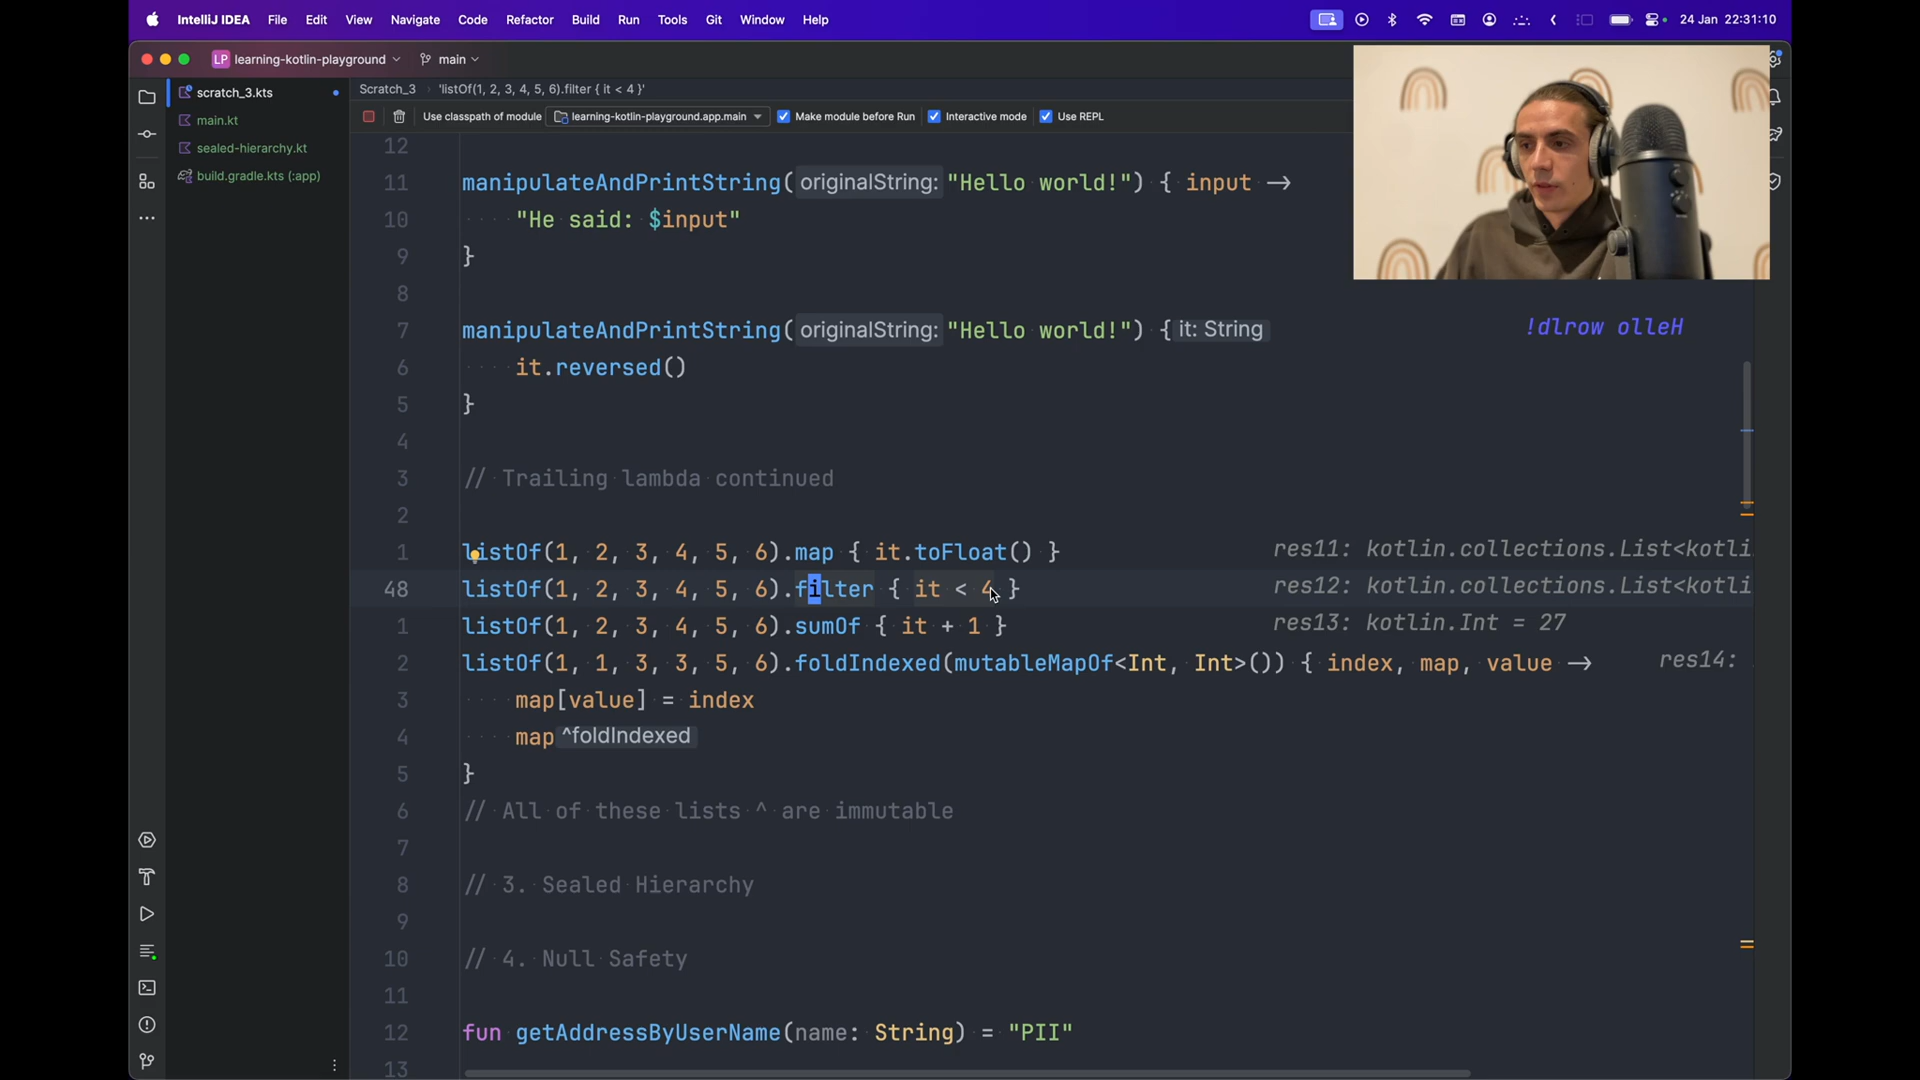 IntelliJ IDEA File Edit View Navigate Code Refactor Build Run Tools Git Window Help 24 Jan 22:31:10
LP learning-kotlin-playground main
scratch_3.kts
main.kt
sealed-hierarchy.kt
build.gradle.kts (:app)
Scratch_3 › 'listOf(1, 2, 3, 4, 5, 6).filter { it < 4 }'
Use classpath of module learning-kotlin-playground.app.main Make module before Run Interactive mode Use REPL
12
11 manipulateAndPrintString( originalString: "Hello world!") { input →
10 "He said: $input"
9 }
8
7 manipulateAndPrintString( originalString: "Hello world!") { it: String !dlrow olleH
6 it.reversed()
5 }
4
3 // Trailing lambda continued
2
1 listOf(1, 2, 3, 4, 5, 6).map { it.toFloat() } res11: kotlin.collections.List<kotli
48 listOf(1, 2, 3, 4, 5, 6).filter { it < 4 } res12: kotlin.collections.List<kotli
1 listOf(1, 2, 3, 4, 5, 6).sumOf { it + 1 } res13: kotlin.Int = 27
2 listOf(1, 1, 3, 3, 5, 6).foldIndexed(mutableMapOf<Int, Int>()) { index, map, value → res14:
3 map[value] = index
4 map ^foldIndexed
5 }
6 // All of these lists ^ are immutable
7
8 // 3. Sealed Hierarchy
9
10 // 4. Null Safety
11
12 fun getAddressByUserName(name: String) = "PII"
13